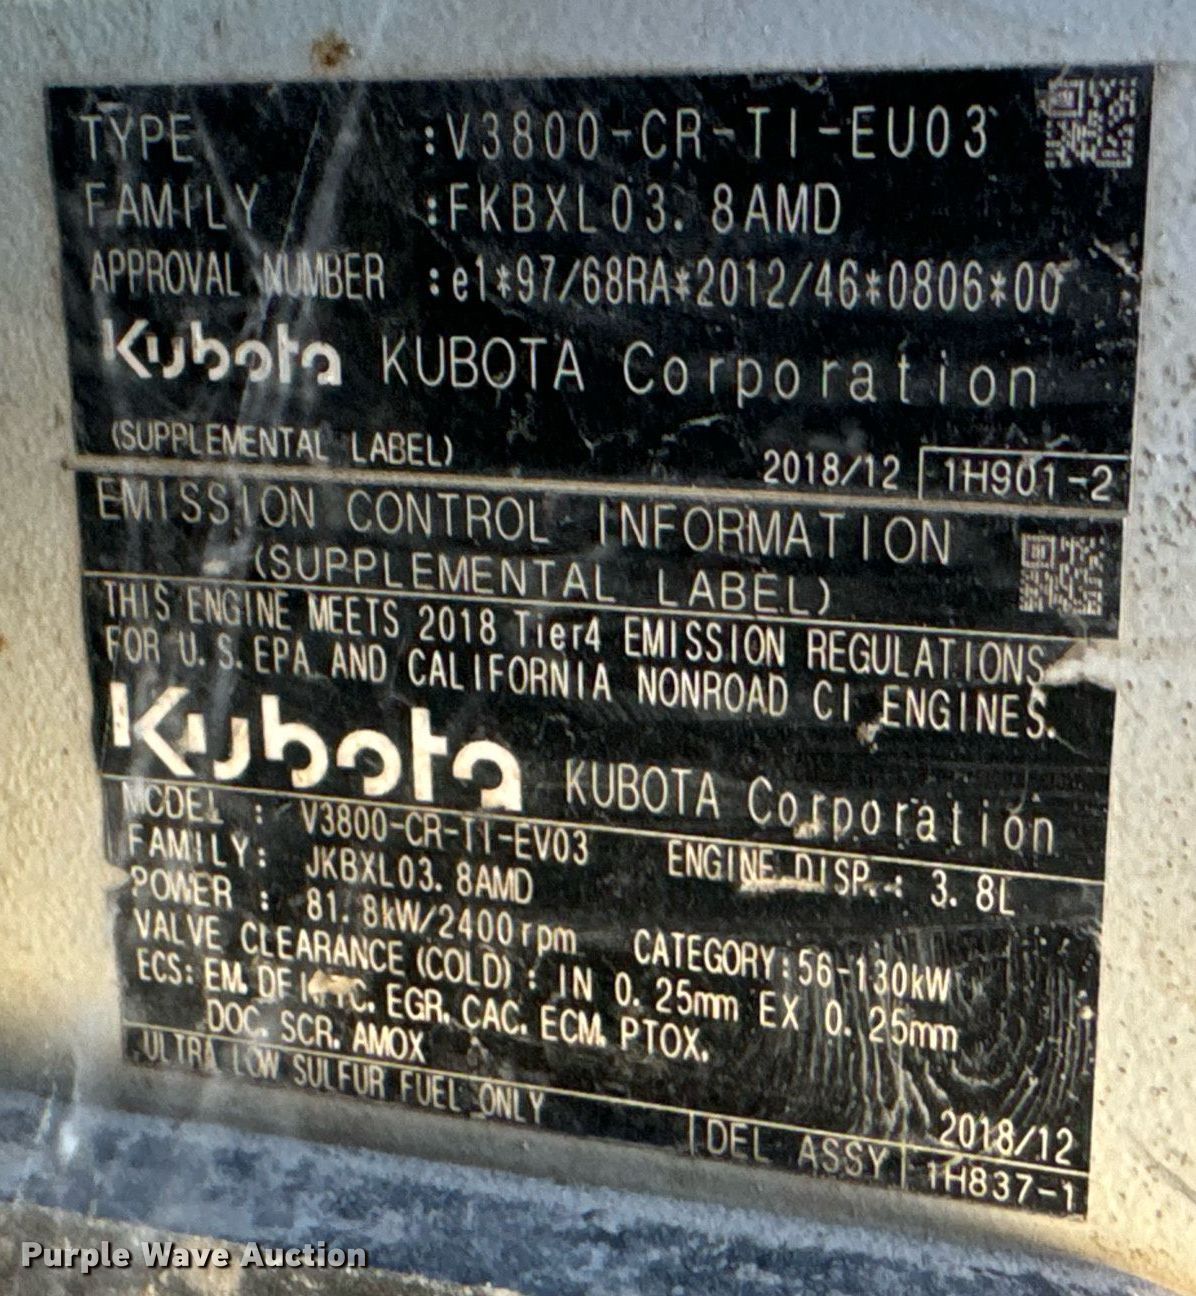 TYPE :V3800-CR-TI-EU03
FAMILY :FKBXL03.8AMD
APPROVAL NUMBER :e1*97/68RA*2012/46*0806*00
Kubota KUBOTA Corporation
(SUPPLEMENTAL LABEL)
2018/12 1H901-2
EMISSION CONTROL INFORMATION
(SUPPLEMENTAL LABEL)
THIS ENGINE MEETS 2018 Tier4 EMISSION REGULATIONS
FOR U.S.EPA AND CALIFORNIA NONROAD CI ENGINES.
Kubota KUBOTA Corporation
MODEL : V3800-CR-TI-EV03
FAMILY: JKBXL03.8AMD ENGINE DISP.: 3.8L
POWER : 81.8kW/2400rpm CATEGORY:56-130kW
VALVE CLEARANCE(COLD): IN 0.25mm EX 0.25mm
ECS: EM. DFI. TC. EGR. CAC. ECM. PTOX.
DOC. SCR. AMOX
ULTRA LOW SULFUR FUEL ONLY
2018/12
DEL ASSY 1H837-1
Purple Wave Auction